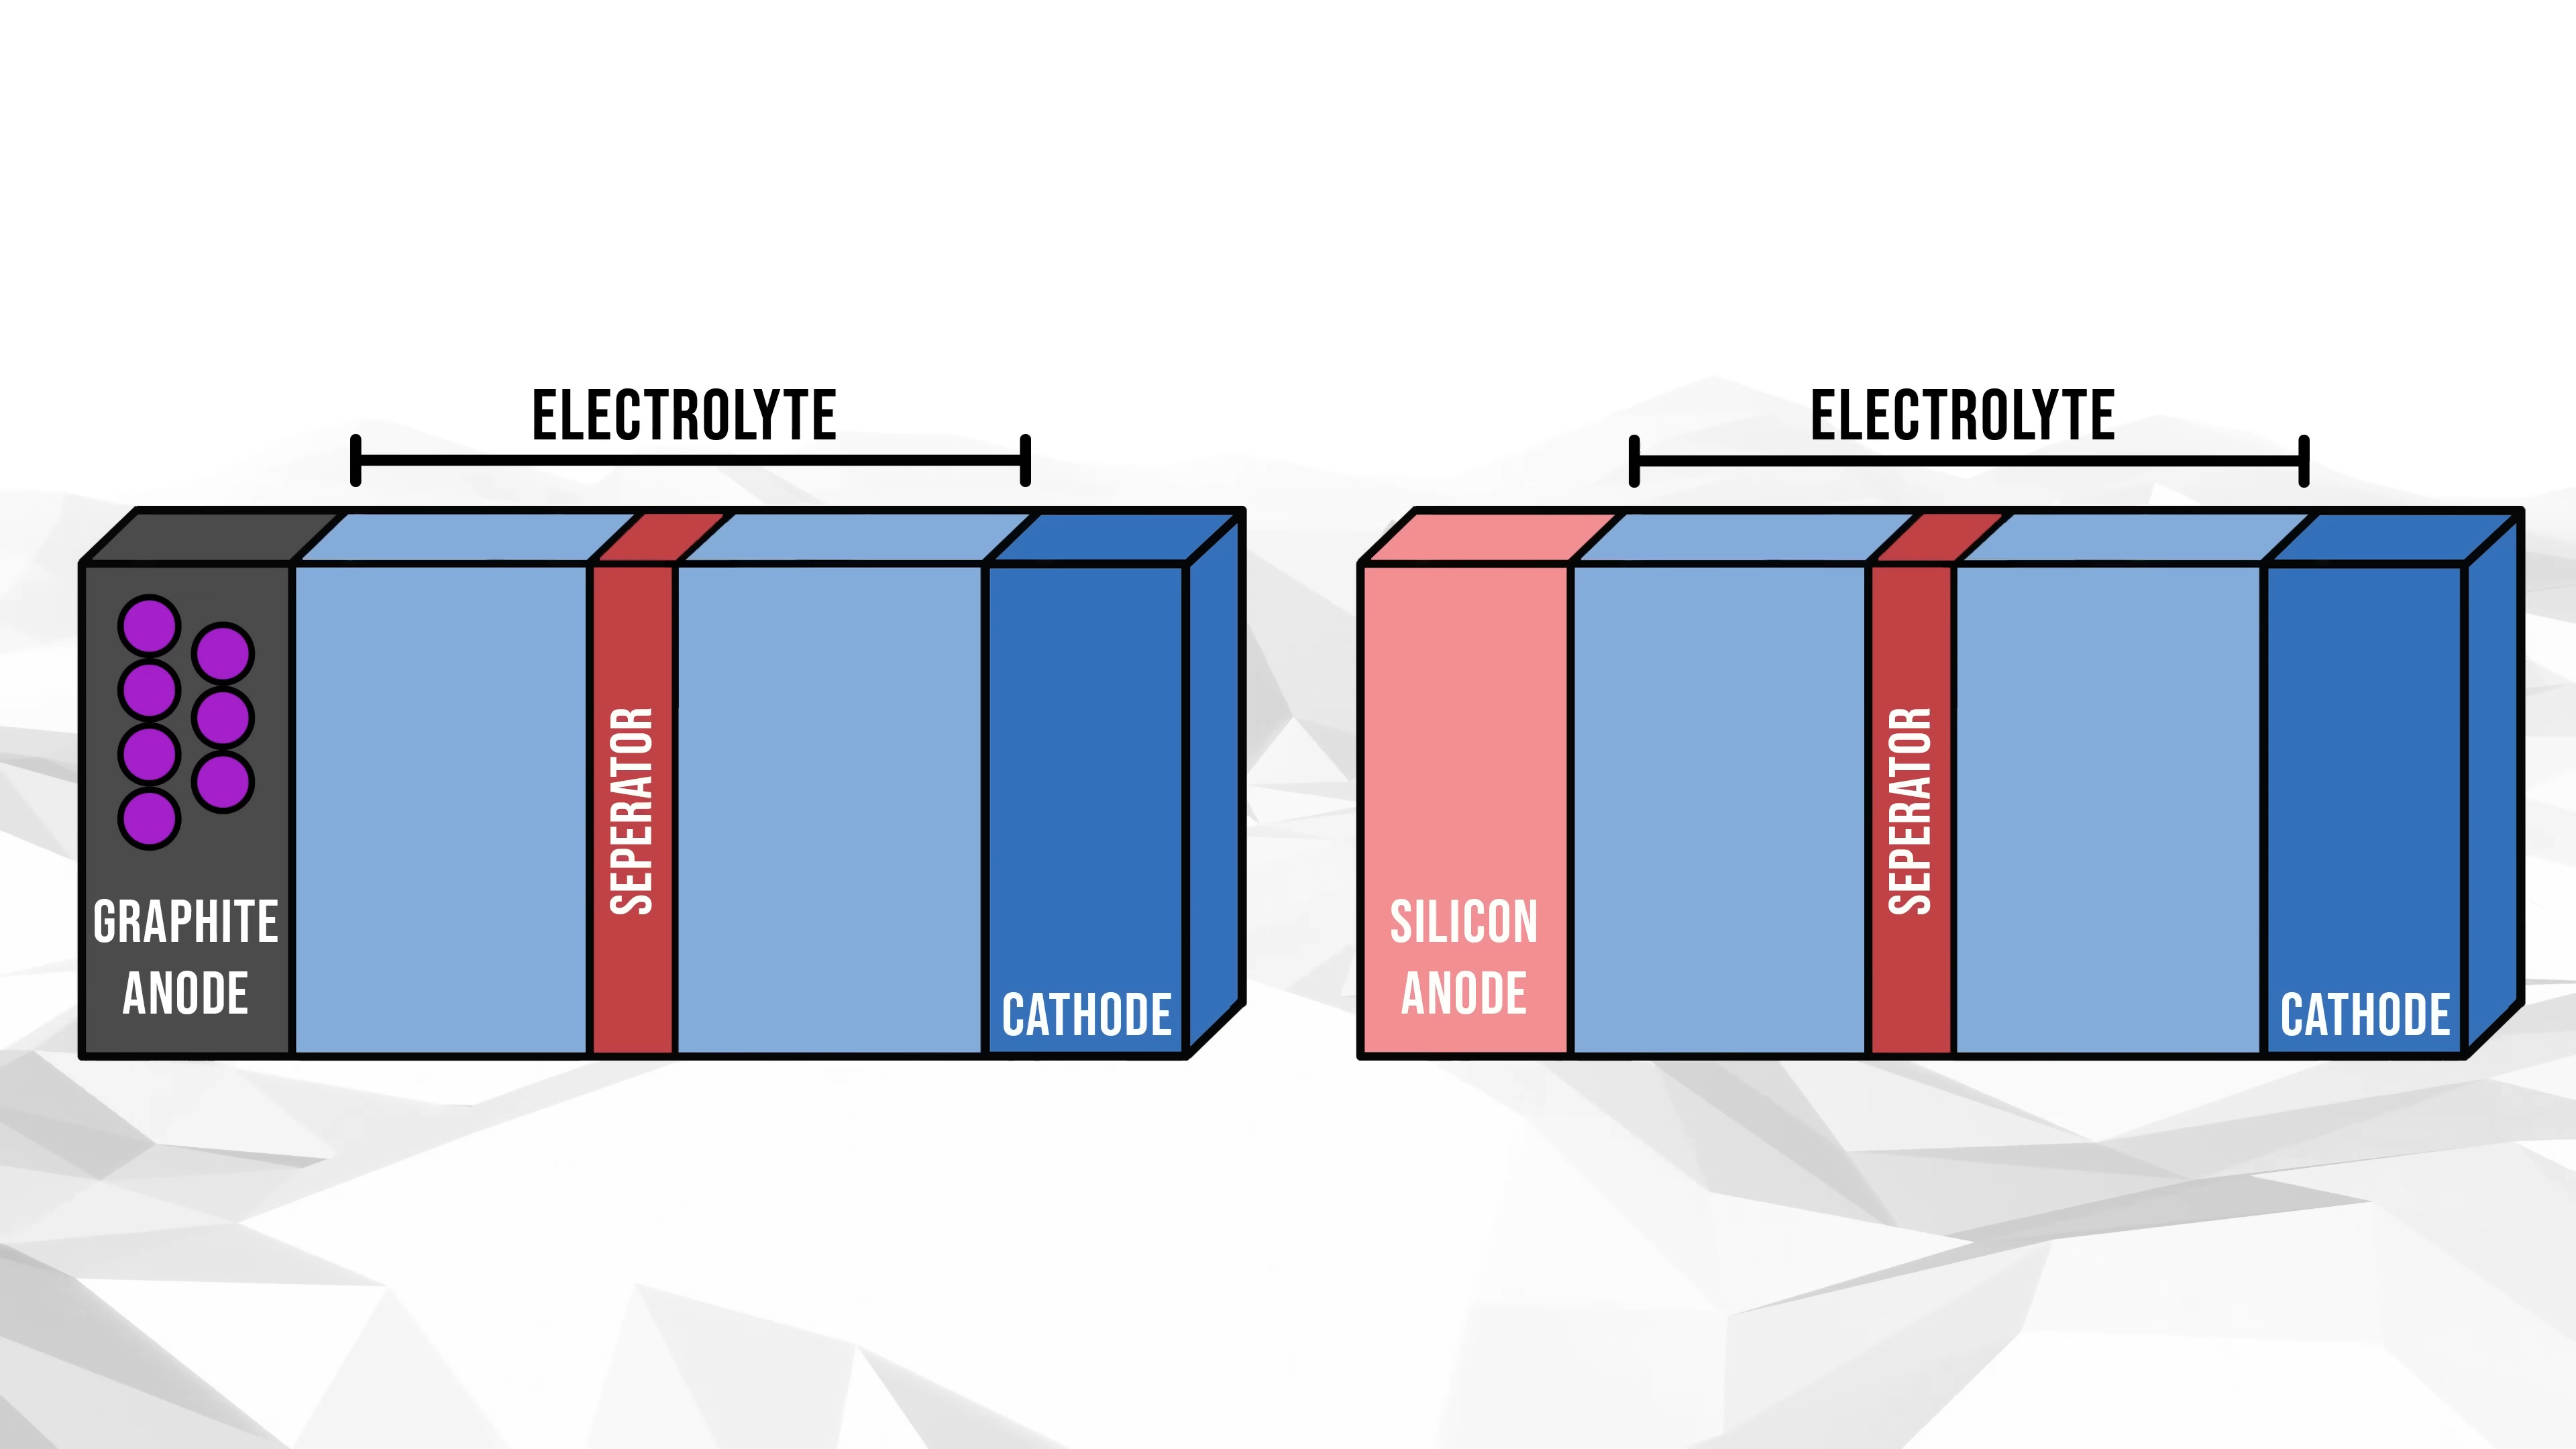 ELECTROLYTE
GRAPHITE
ANODE
SEPERATOR
CATHODE
ELECTROLYTE
SILICON
ANODE
SEPERATOR
CATHODE